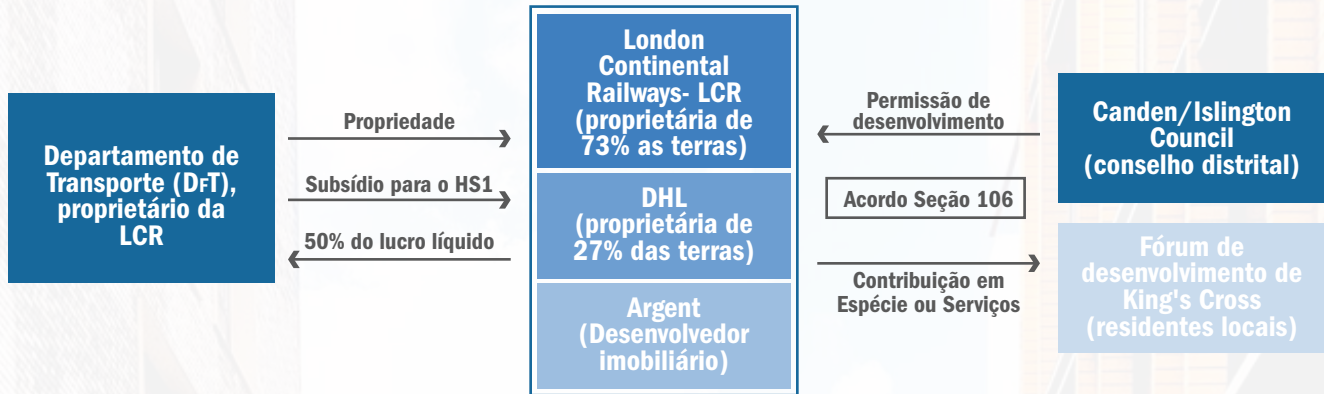 Departamento de
Transporte (DFT),
proprietário da
LCR
Propriedade
Subsídio para o HS1
50% do lucro líquido
London
Continental
Railways- LCR
(proprietária de
73% as terras)
DHL
(proprietária de
27% das terras)
Argent
(Desenvolvedor
imobiliário)
Permissão de
desenvolvimento
Acordo Seção 106
Contribuição em
Espécie ou Serviços
Canden/Islington
Council
(conselho distrital)
Fórum de
desenvolvimento de
King's Cross
(residentes locais)